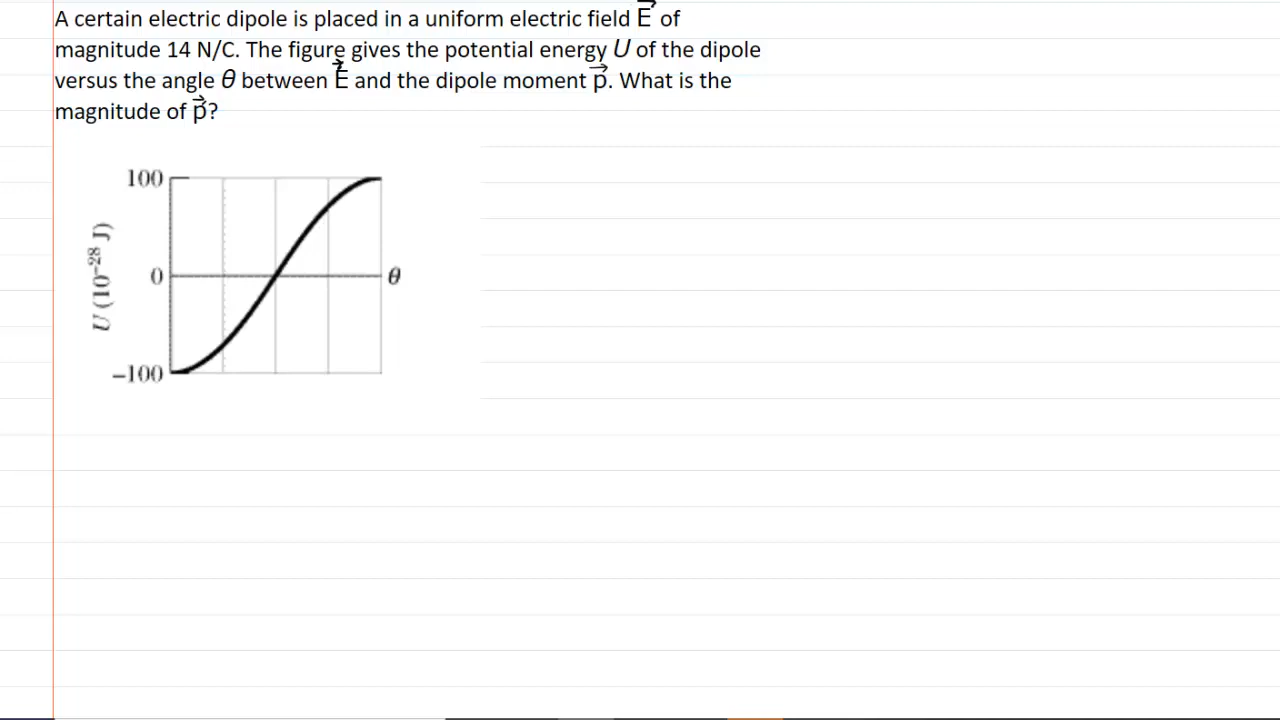 A certain electric dipole is placed in a uniform electric field E⃗ of
magnitude 14 N/C. The figure gives the potential energy U of the dipole
versus the angle θ between E⃗ and the dipole moment p⃗. What is the
magnitude of p⃗?
100
U (10⁻²⁸ J)
0
θ
−100